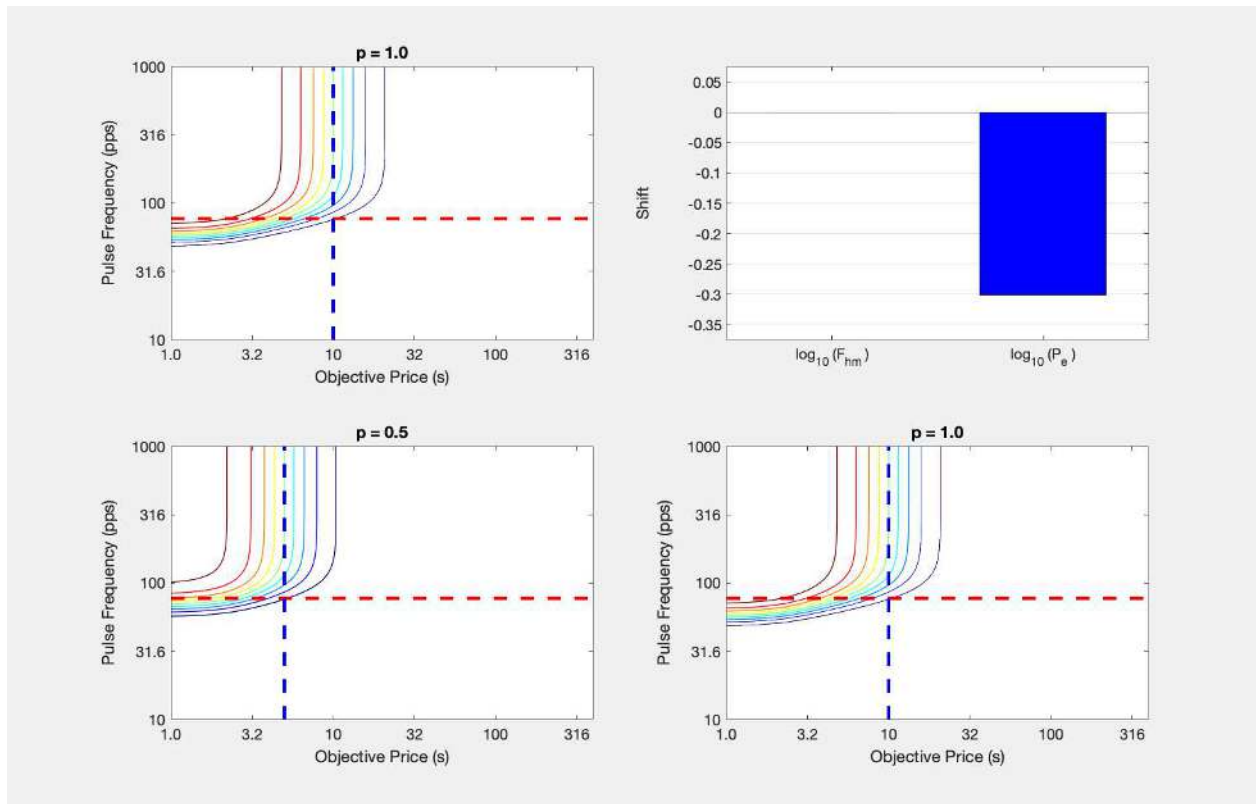 p = 1.0
1000
316
100
31.6
10
Pulse Frequency (pps)
1.0 3.2 10 32 100 316
Objective Price (s)
0.05
0
-0.05
-0.1
-0.15
-0.2
-0.25
-0.3
-0.35
Shift
log10(Fhm) log10(Pe)
p = 0.5
1000
316
100
31.6
10
Pulse Frequency (pps)
1.0 3.2 10 32 100 316
Objective Price (s)
p = 1.0
1000
316
100
31.6
10
Pulse Frequency (pps)
1.0 3.2 10 32 100 316
Objective Price (s)